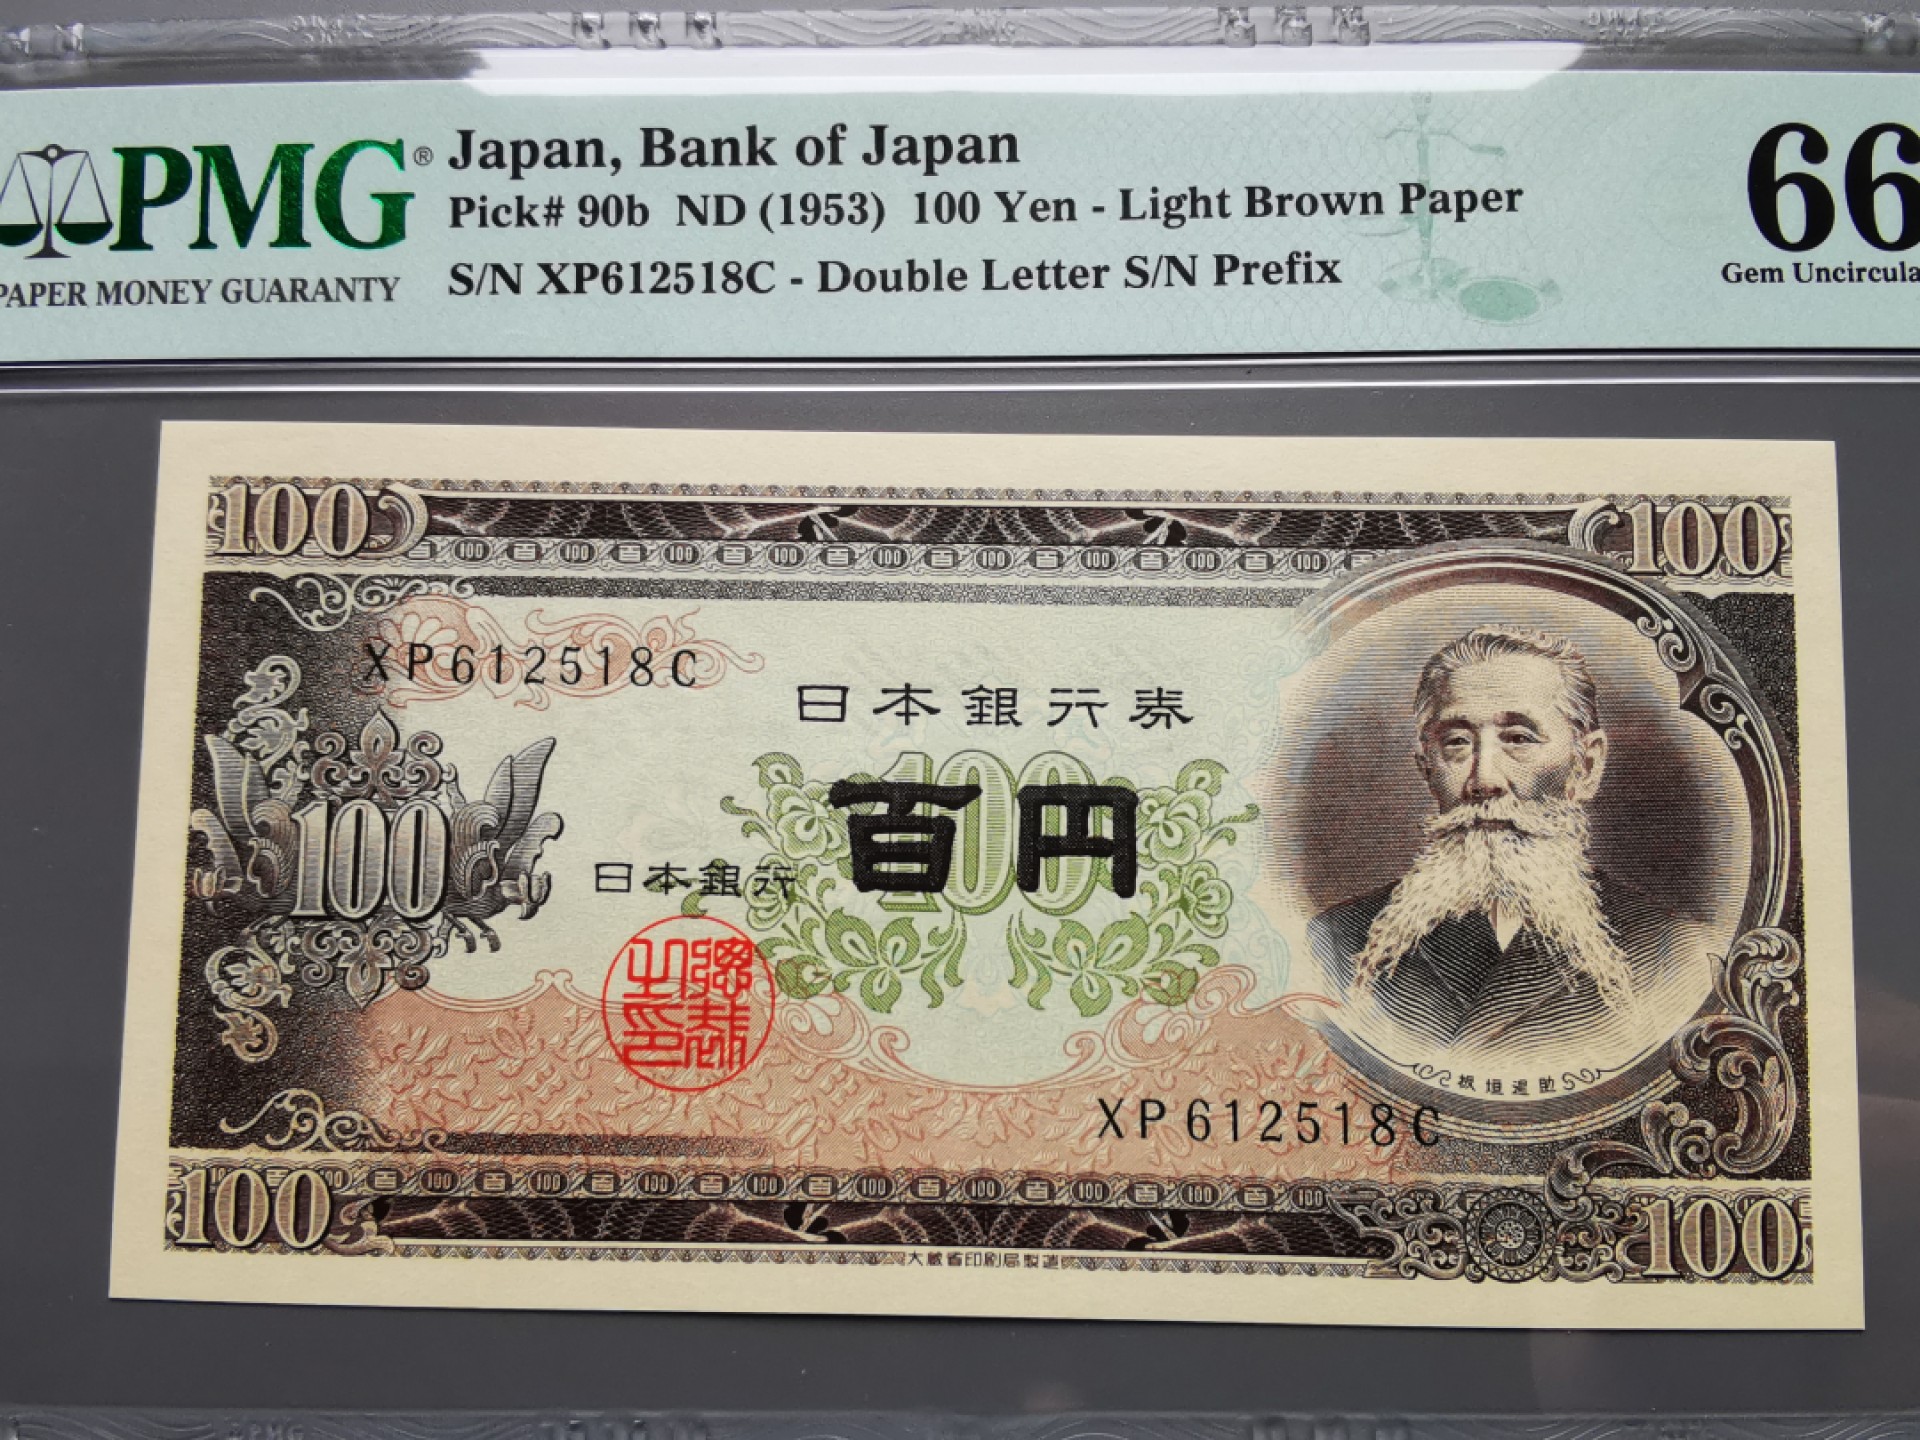 PMG®
PAPER MONEY GUARANTY
Japan, Bank of Japan
Pick# 90b ND (1953) 100 Yen - Light Brown Paper
S/N XP612518C - Double Letter S/N Prefix
66
Gem Uncircula
100
100
XP612518C
日本銀行券
100
百円
100
日本銀行
板垣退助
XP612518C
100
100
大蔵省印刷局製造